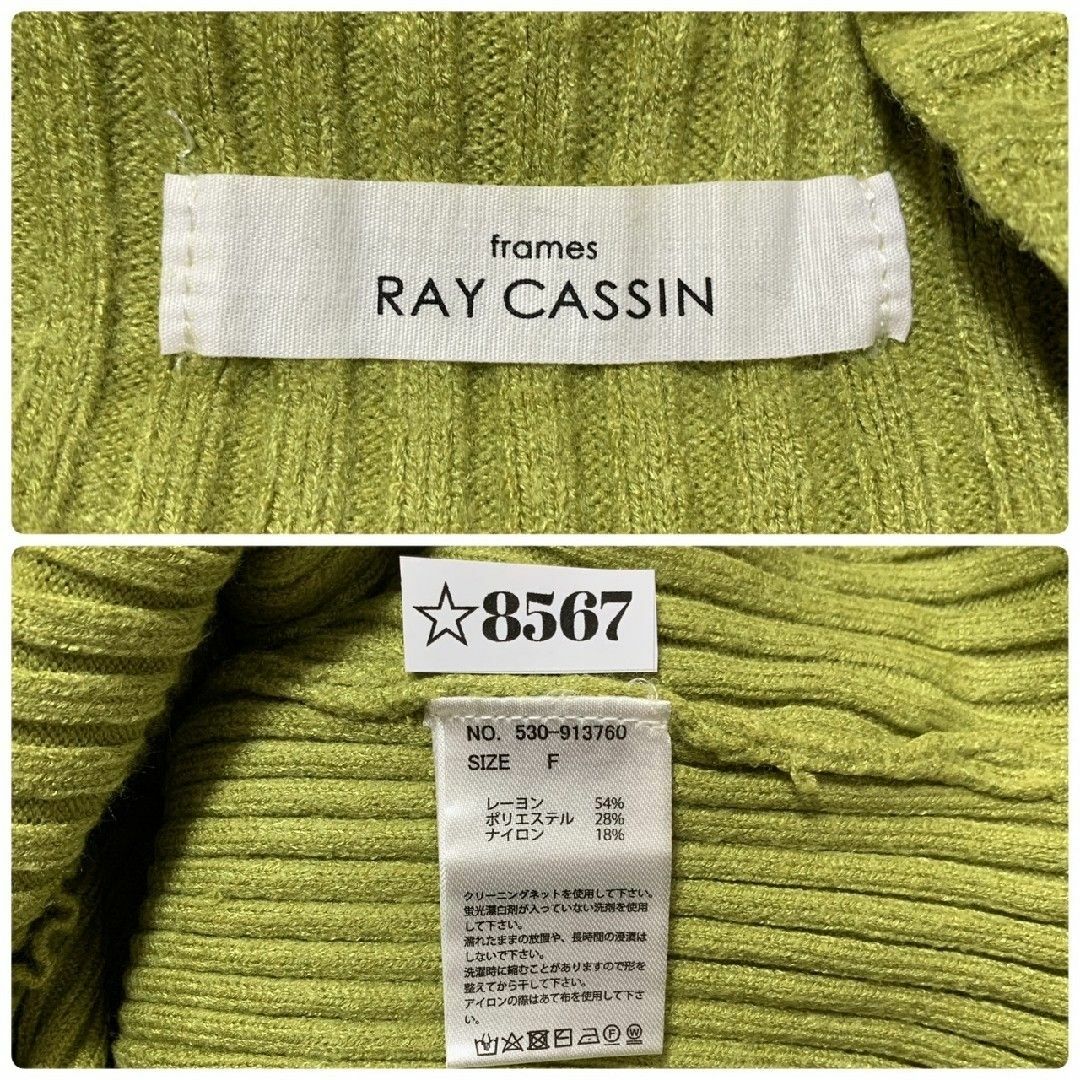 frames
RAY CASSIN
☆8567
NO. 530-913760
SIZE F
レーヨン 54%
ポリエステル 28%
ナイロン 18%
クリーニングネットを使用して下さい。
蛍光漂白剤が入っていない洗剤を使用
して下さい。
濡れたままの放置や、長時間の浸漬は
しないで下さい。
洗濯時に縮むことがありますので形を
整えてから干して下さい。
アイロンの際はあて布を使用して下さ
い。
F W